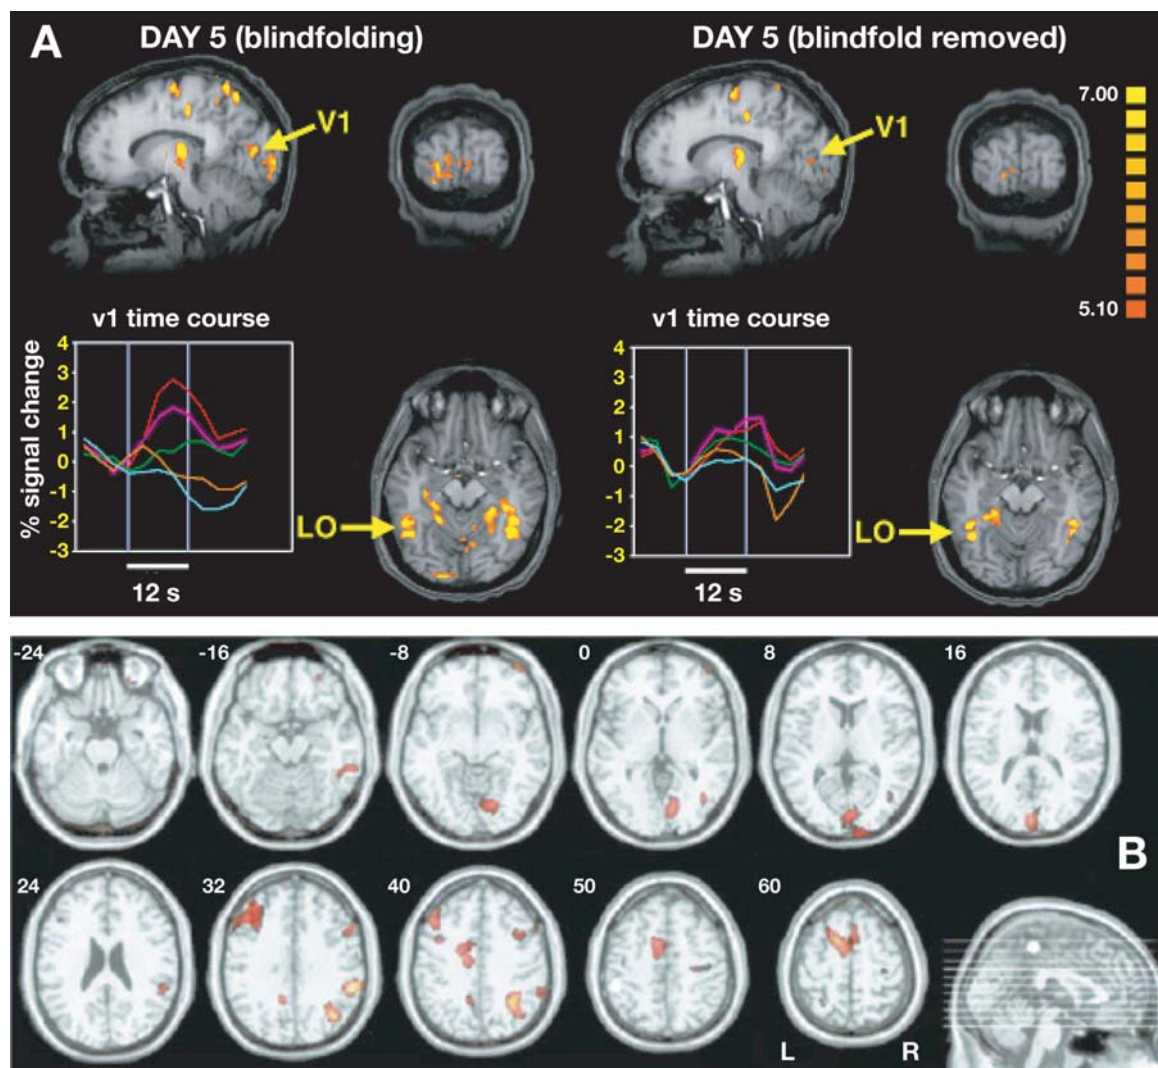 A
DAY 5 (blindfolding)
DAY 5 (blindfold removed)
V1
V1
7.00
5.10
v1 time course
v1 time course
% signal change
4
3
2
1
0
-1
-2
-3
12 s
LO
4
3
2
1
0
-1
-2
-3
12 s
LO
-24
-16
-8
0
8
16
B
24
32
40
50
60
L
R